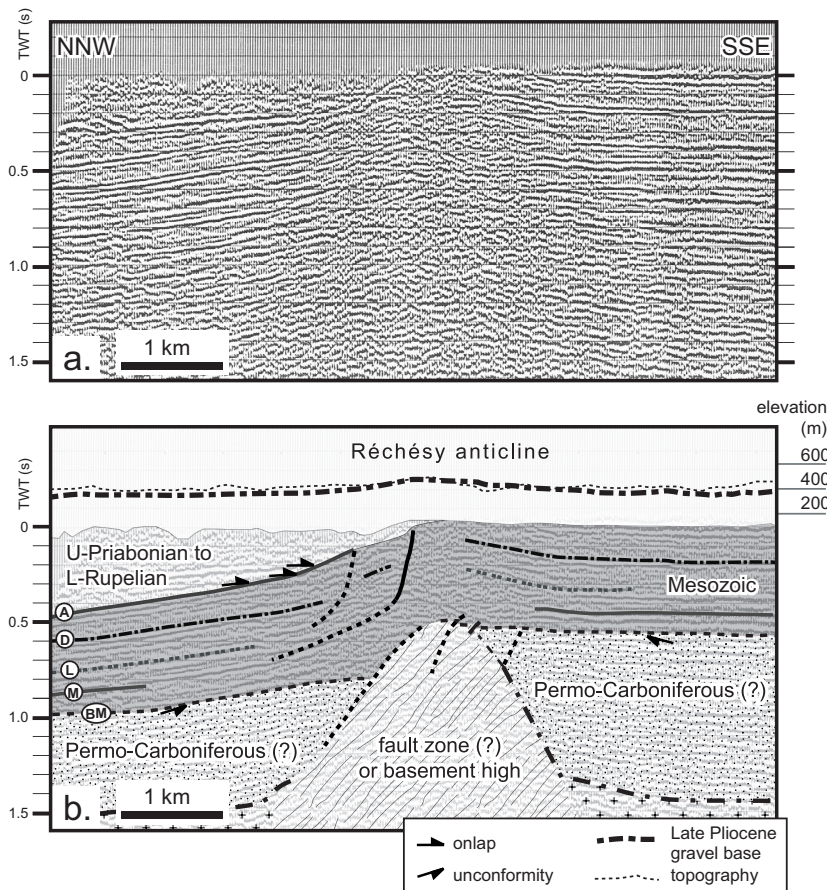 TWT (s)
NNW
SSE
0
0.5
1.0
1.5
a.
1 km
elevation
(m)
TWT (s)
Réchésy anticline
600
400
200
0
U-Priabonian to
L-Rupelian
Mesozoic
A
0.5
D
L
M
Permo-Carboniferous (?)
BM
1.0
Permo-Carboniferous (?)
fault zone (?)
or basement high
b.
1 km
1.5
onlap
Late Pliocene
gravel base
unconformity
topography